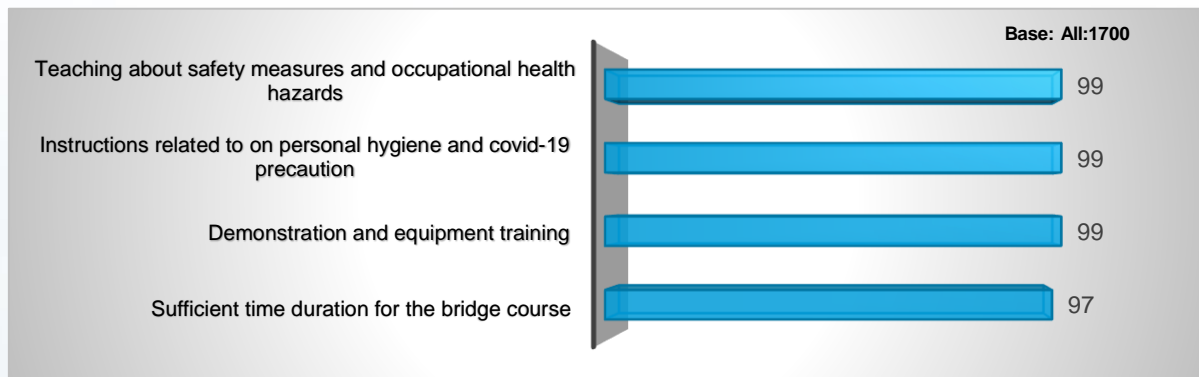 Base: All:1700
Teaching about safety measures and occupational health
hazards
99
Instructions related to on personal hygiene and covid-19
precaution
99
Demonstration and equipment training
99
Sufficient time duration for the bridge course
97